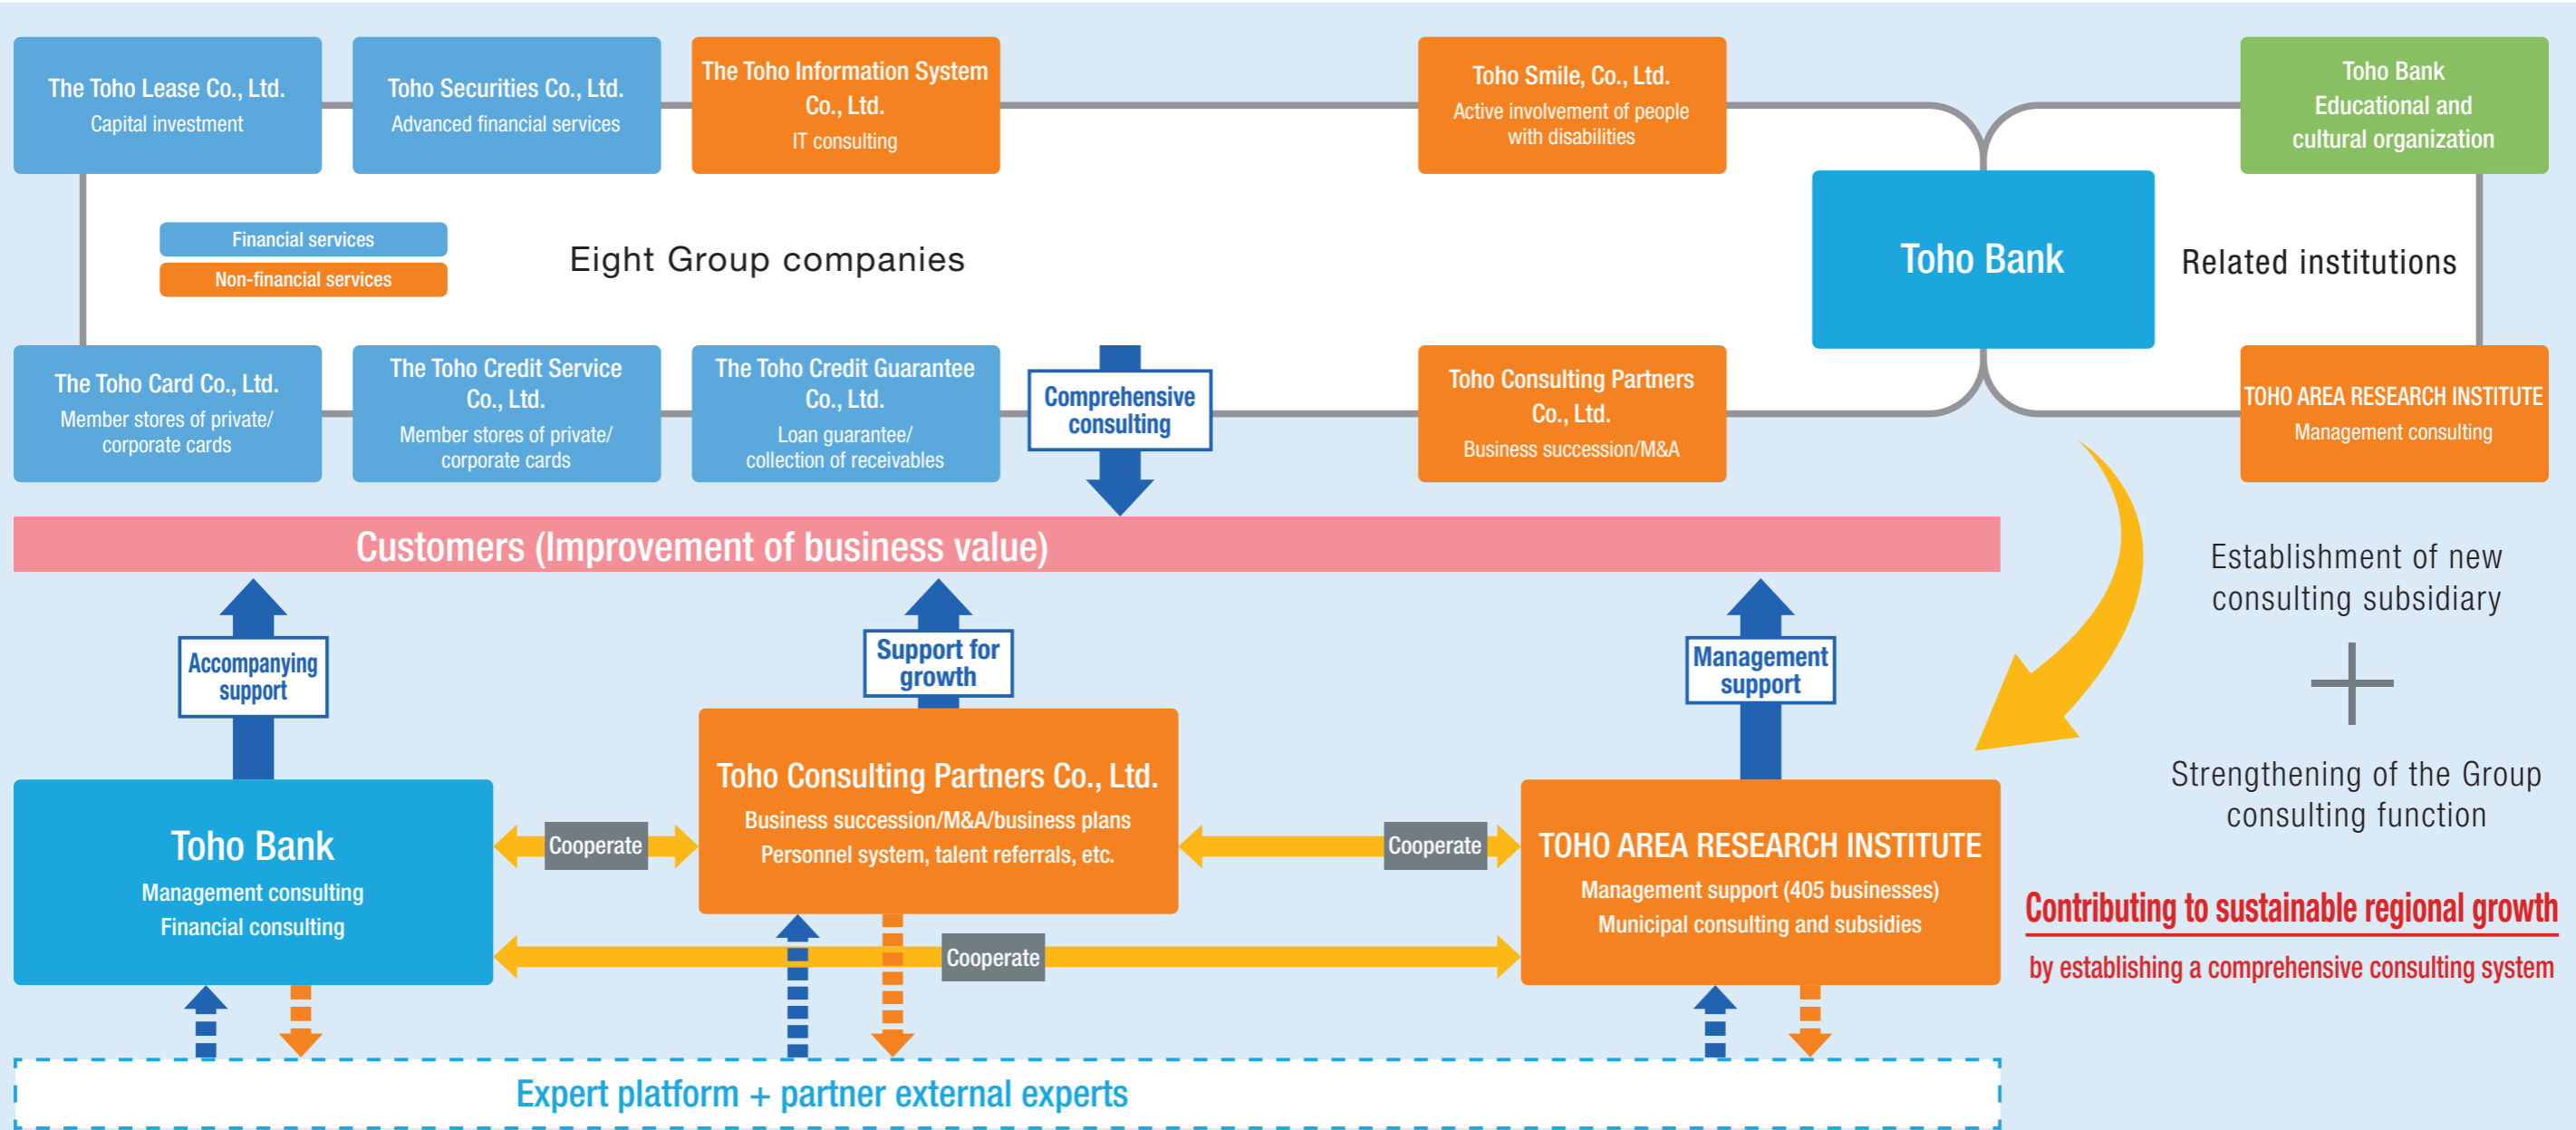 The Toho Lease Co., Ltd.
Capital investment
Toho Securities Co., Ltd.
Advanced financial services
The Toho Information System
Co., Ltd.
IT consulting
Toho Smile, Co., Ltd.
Active involvement of people
with disabilities
Toho Bank
Educational and
cultural organization
Financial services
Non-financial services
Eight Group companies
Toho Bank
Related institutions
The Toho Card Co., Ltd.
Member stores of private/
corporate cards
The Toho Credit Service
Co., Ltd.
Member stores of private/
corporate cards
The Toho Credit Guarantee
Co., Ltd.
Loan guarantee/
collection of receivables
Comprehensive
consulting
Toho Consulting Partners
Co., Ltd.
Business succession/M&A
TOHO AREA RESEARCH INSTITUTE
Management consulting
Customers (Improvement of business value)
Accompanying
support
Support for
growth
Management
support
Establishment of new
consulting subsidiary
+
Strengthening of the Group
consulting function
Toho Bank
Management consulting
Financial consulting
Cooperate
Toho Consulting Partners Co., Ltd.
Business succession/M&A/business plans
Personnel system, talent referrals, etc.
Cooperate
TOHO AREA RESEARCH INSTITUTE
Management support (405 businesses)
Municipal consulting and subsidies
Cooperate
Contributing to sustainable regional growth
by establishing a comprehensive consulting system
Expert platform + partner external experts